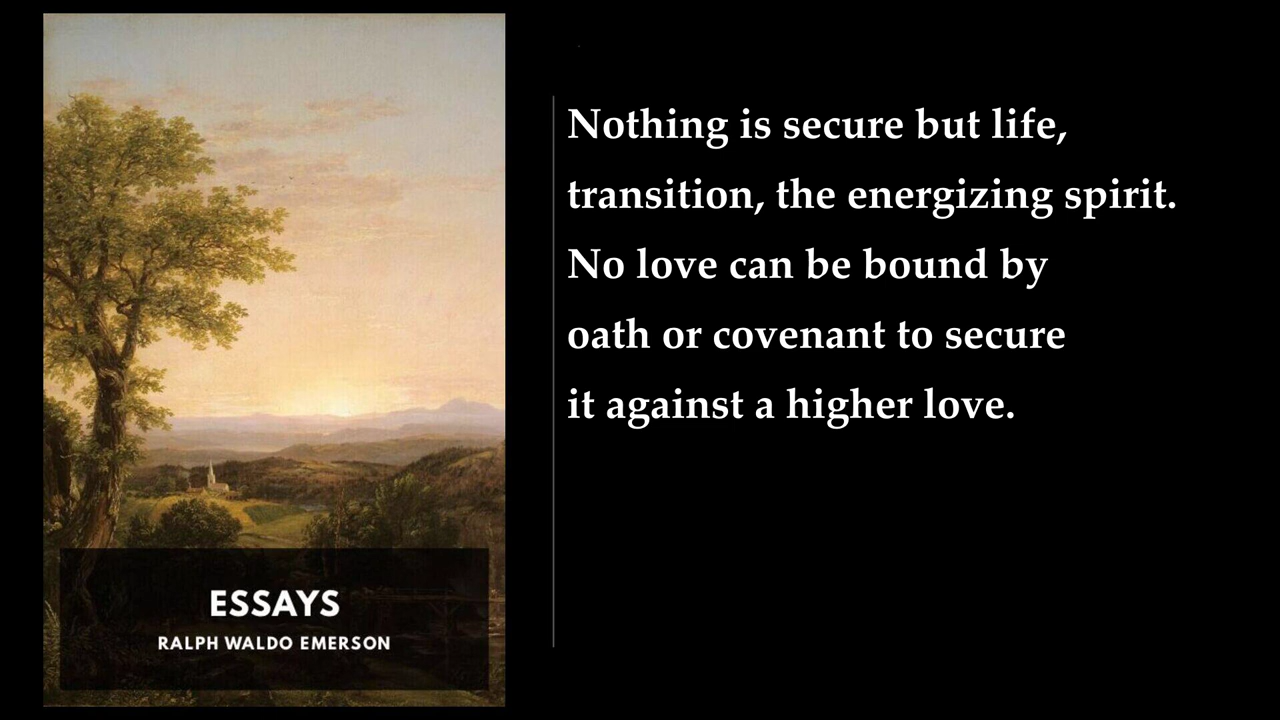 ESSAYS
RALPH WALDO EMERSON
Nothing is secure but life,
transition, the energizing spirit.
No love can be bound by
oath or covenant to secure
it against a higher love.